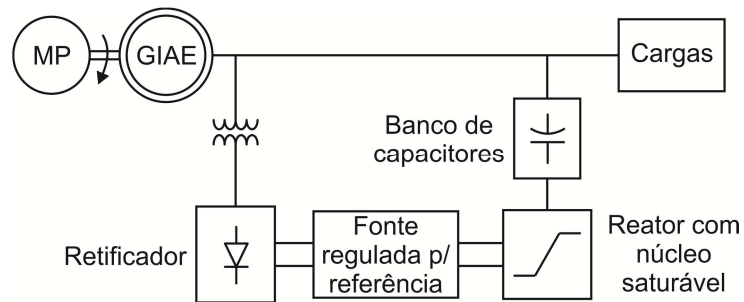 MP
GIAE
Cargas
Banco de
capacitores
Retificador
Fonte
regulada p/
referência
Reator com
núcleo
saturável